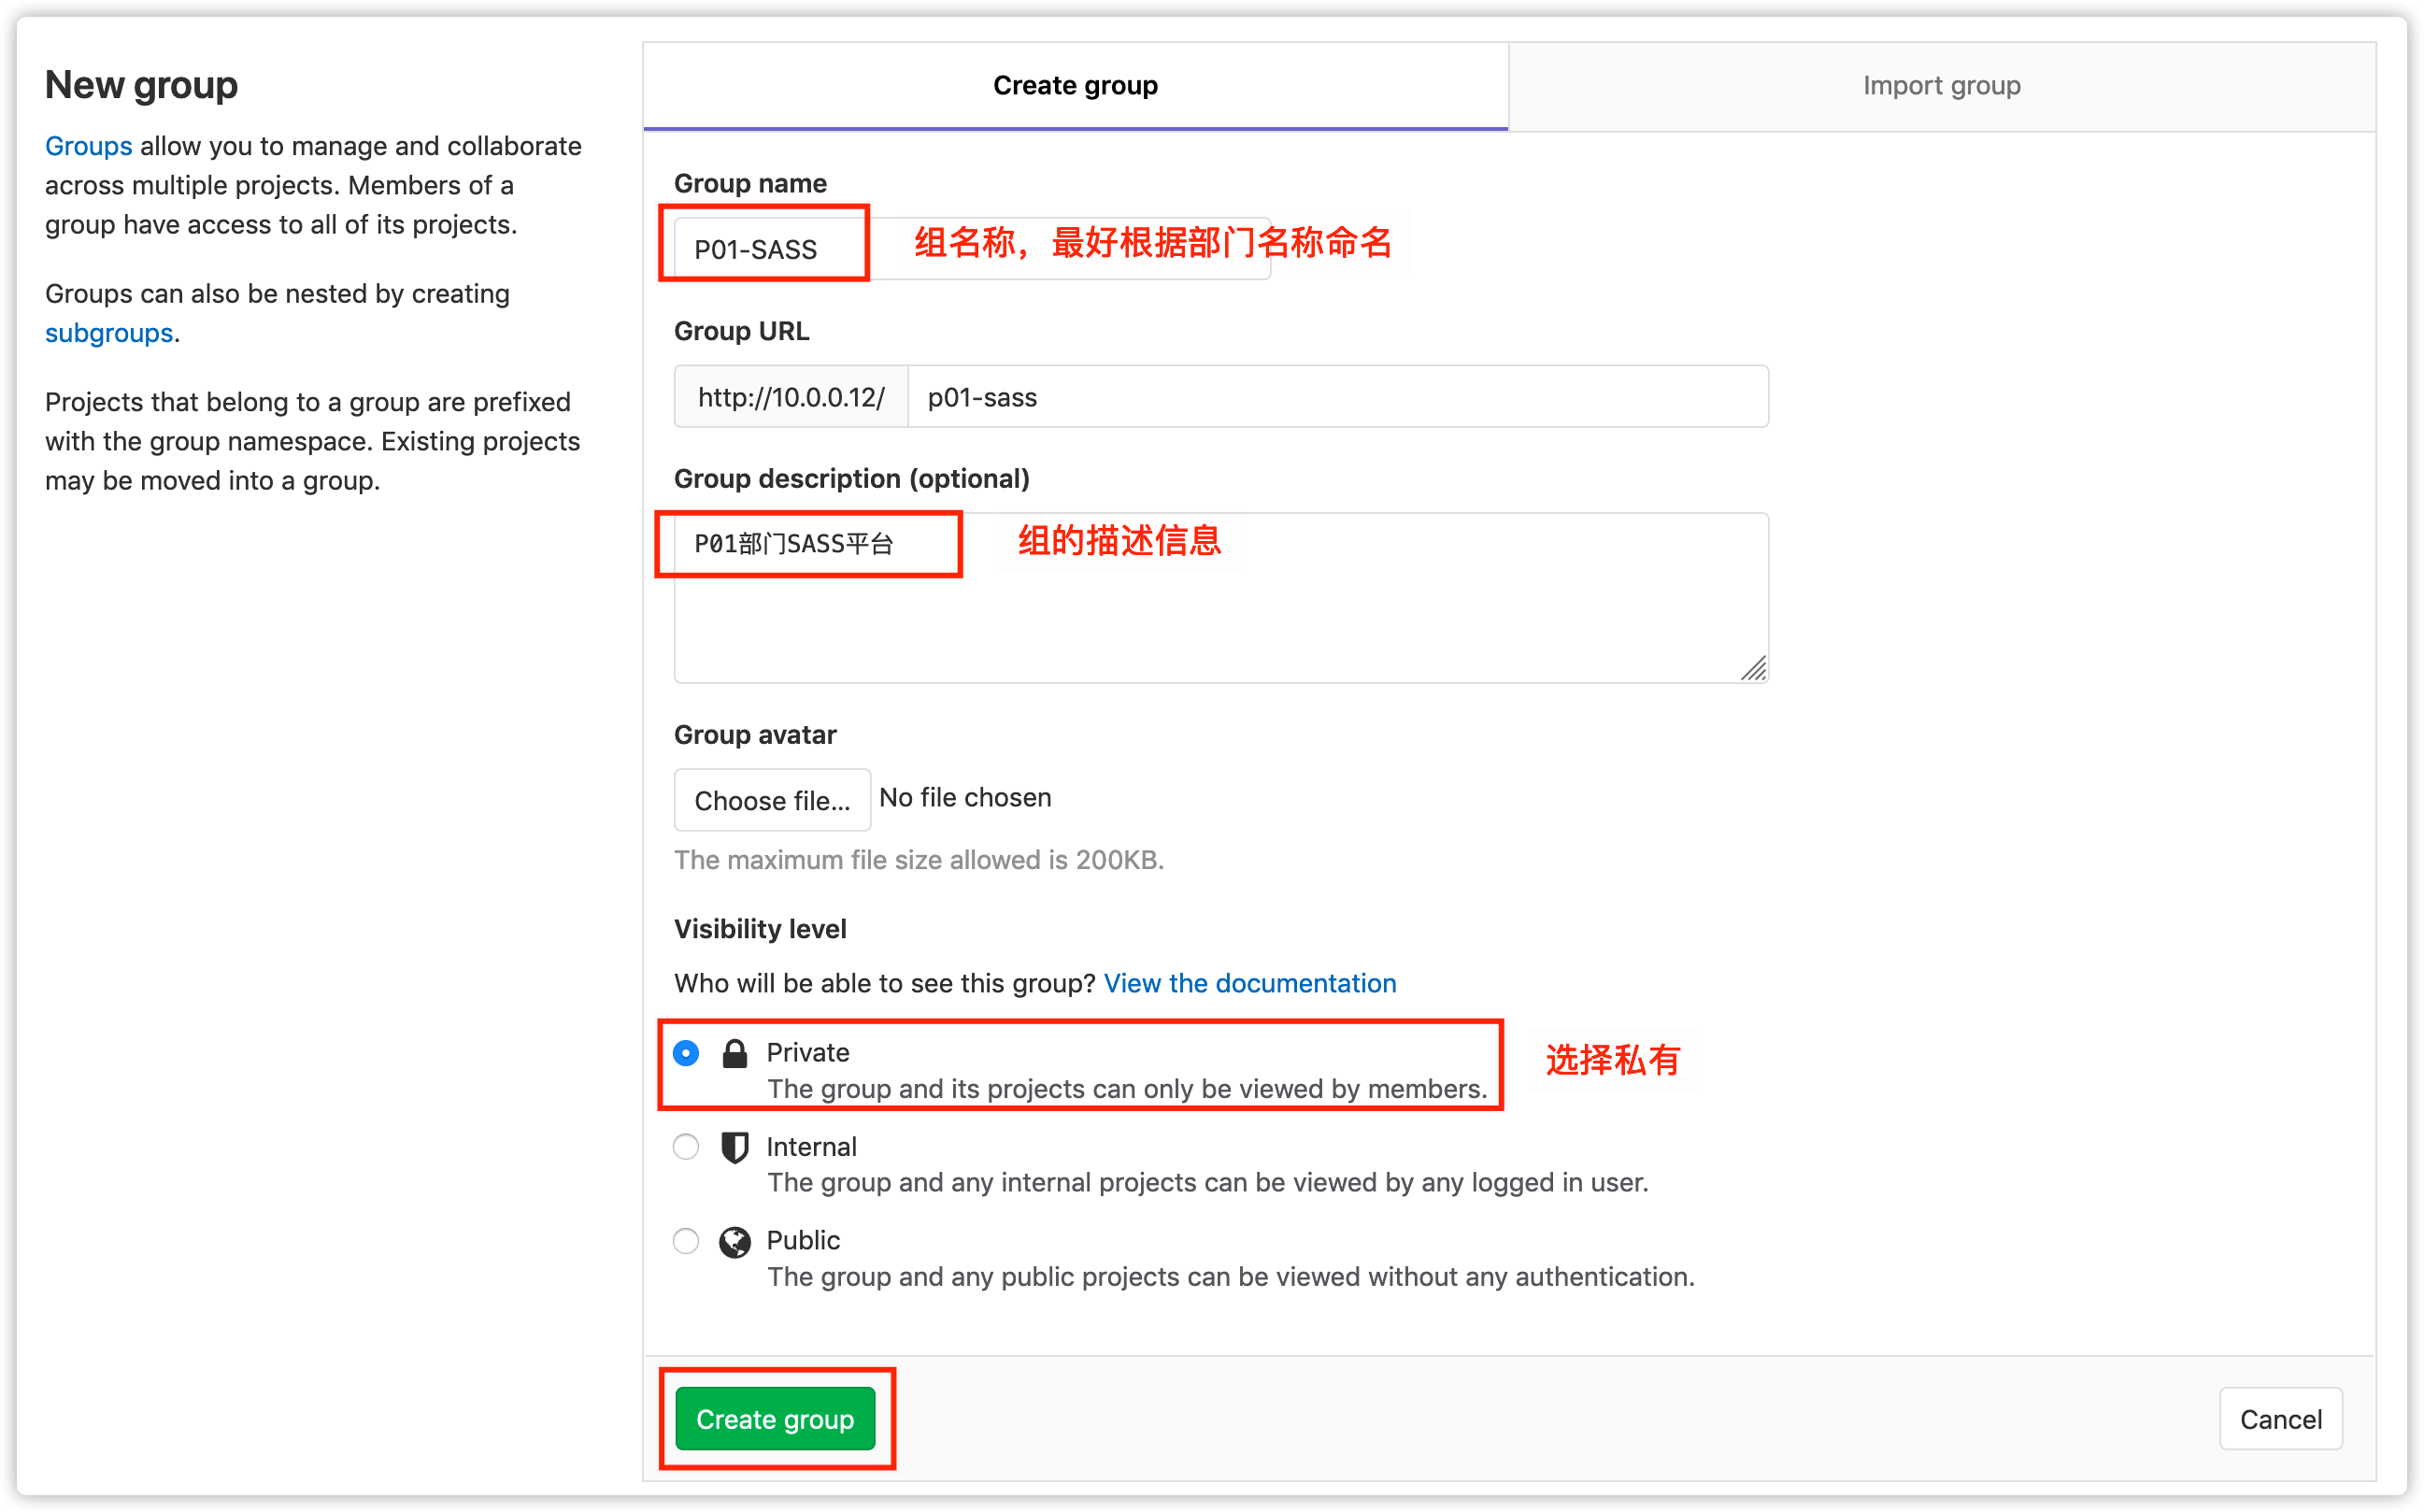 New group
Groups allow you to manage and collaborate
across multiple projects. Members of a
group have access to all of its projects.
Groups can also be nested by creating
subgroups.
Projects that belong to a group are prefixed
with the group namespace. Existing projects
may be moved into a group.
Create group
Import group
Group name
P01-SASS
组名称，最好根据部门名称命名
Group URL
http://10.0.0.12/
p01-sass
Group description (optional)
P01部门SASS平台
组的描述信息
Group avatar
Choose file... No file chosen
The maximum file size allowed is 200KB.
Visibility level
Who will be able to see this group? View the documentation
Private
The group and its projects can only be viewed by members.
选择私有
Internal
The group and any internal projects can be viewed by any logged in user.
Public
The group and any public projects can be viewed without any authentication.
Create group
Cancel